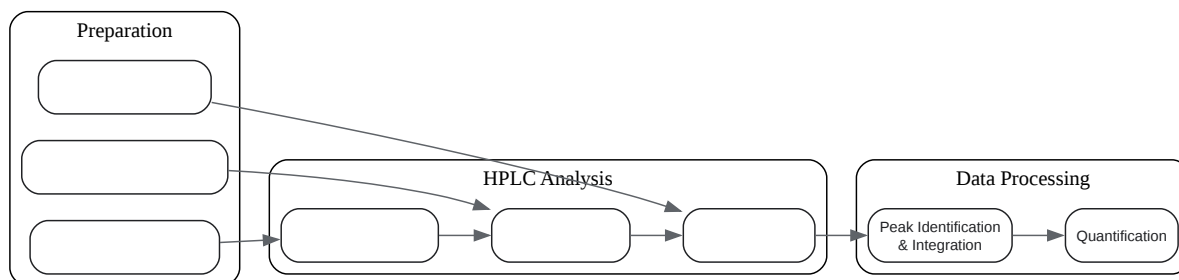 Preparation
HPLC Analysis
Data Processing
Peak Identification
& Integration
Quantification